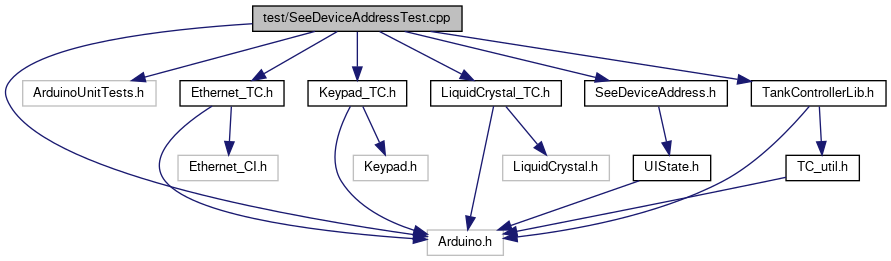 test/SeeDeviceAddressTest.cpp
ArduinoUnitTests.h
Ethernet_TC.h
Keypad_TC.h
LiquidCrystal_TC.h
SeeDeviceAddress.h
TankControllerLib.h
Ethernet_CI.h
Keypad.h
LiquidCrystal.h
UIState.h
TC_util.h
Arduino.h